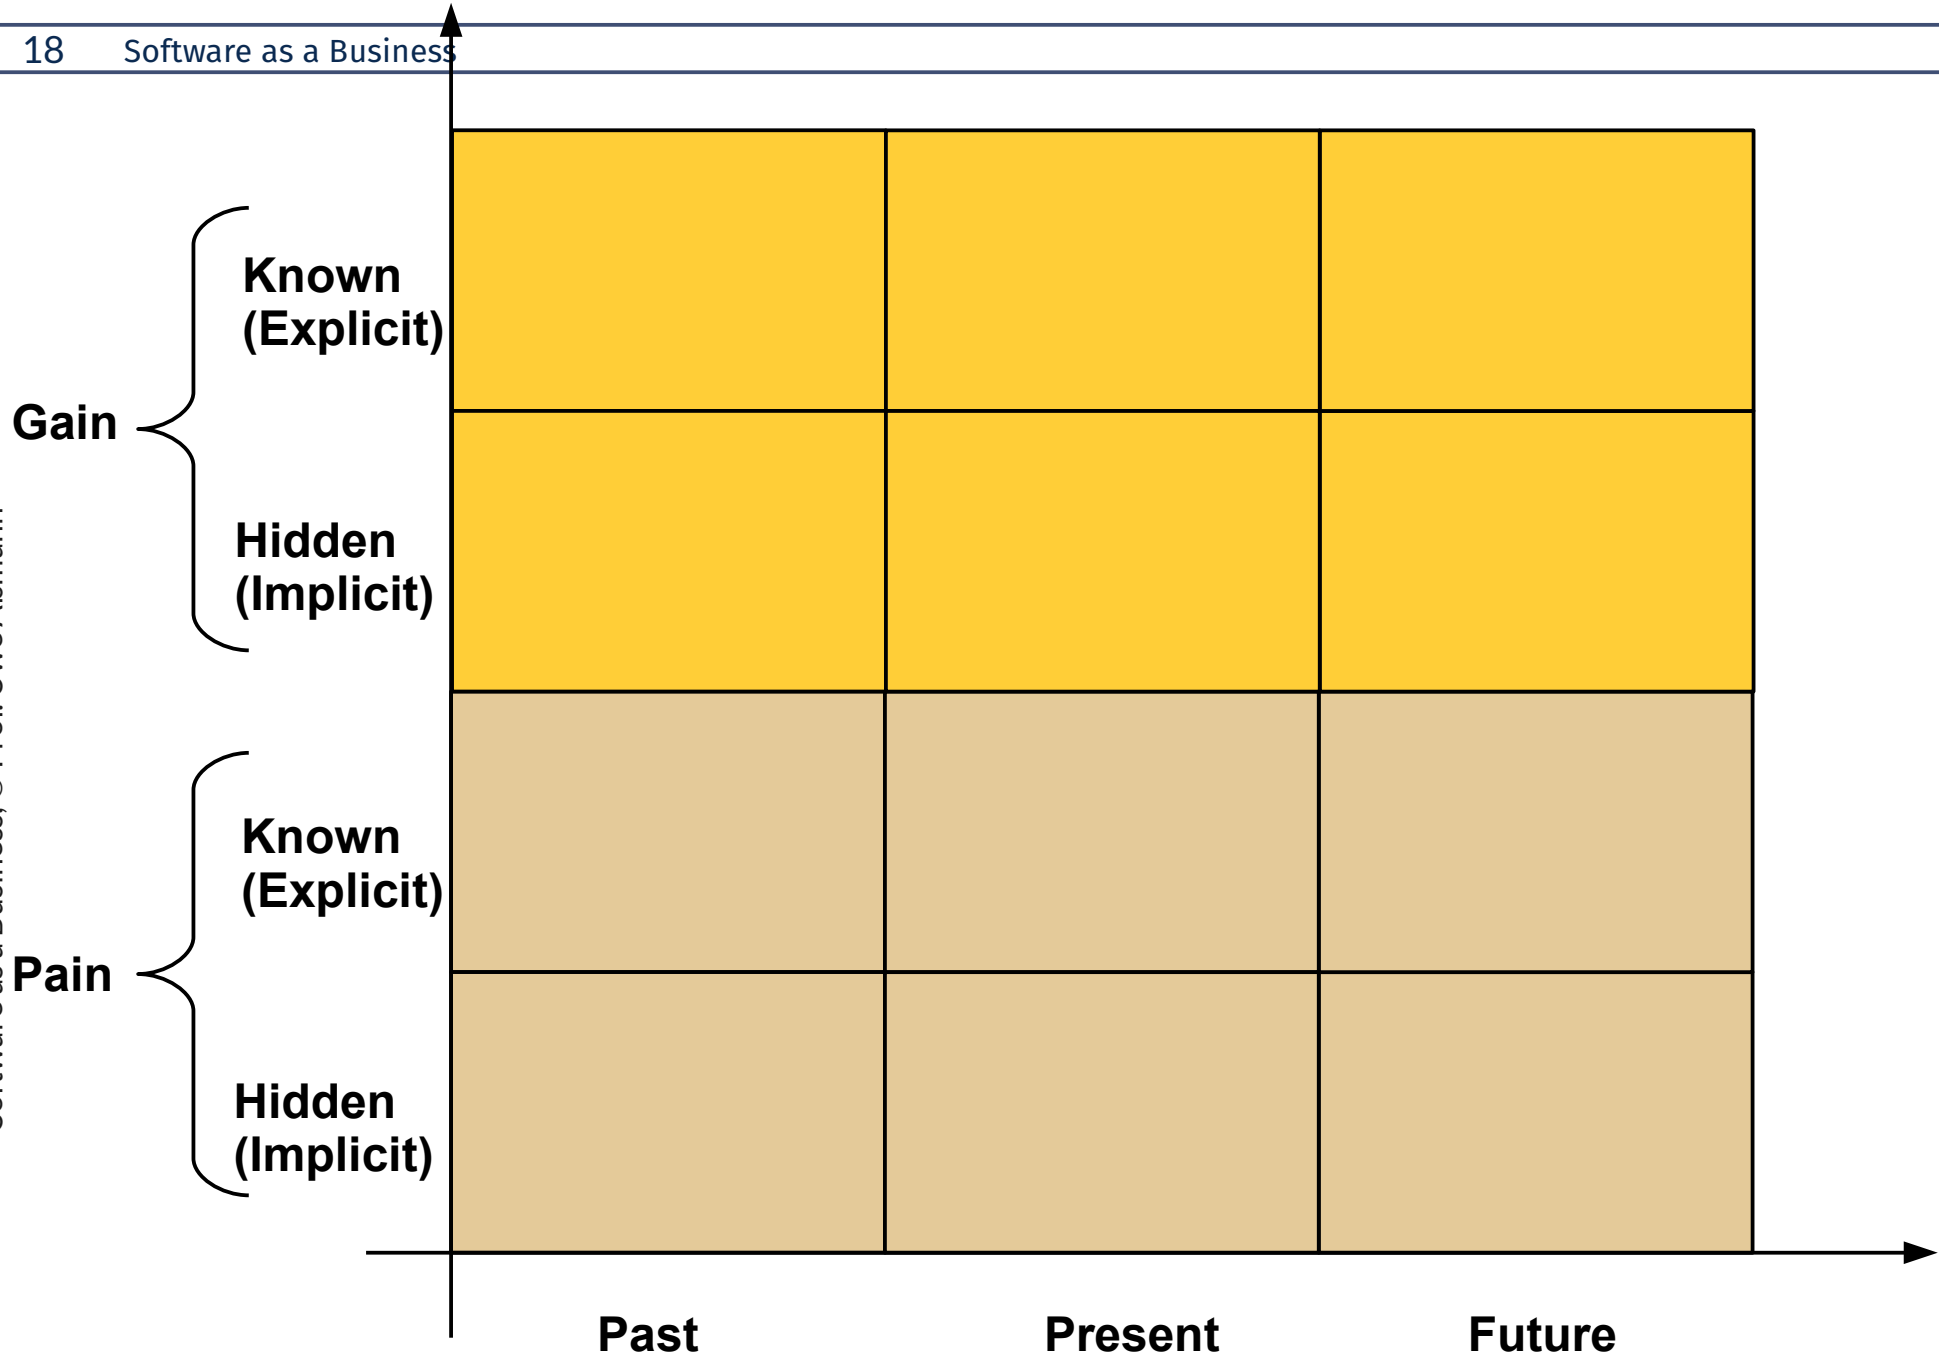 18 Software as a Business
Known
(Explicit)
Gain
Hidden
(Implicit)
Known
(Explicit)
Pain
Hidden
(Implicit)
Past Present Future